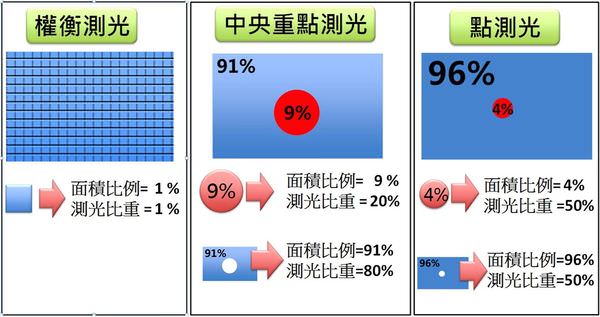 權衡測光
面積比例= 1 %
測光比重 = 1 %
中央重點測光
91%
9%
9%
面積比例= 9 %
測光比重 = 20%
91%
面積比例=91%
測光比重=80%
點測光
96%
4%
4%
面積比例= 4%
測光比重 = 50%
96%
面積比例=96%
測光比重=50%